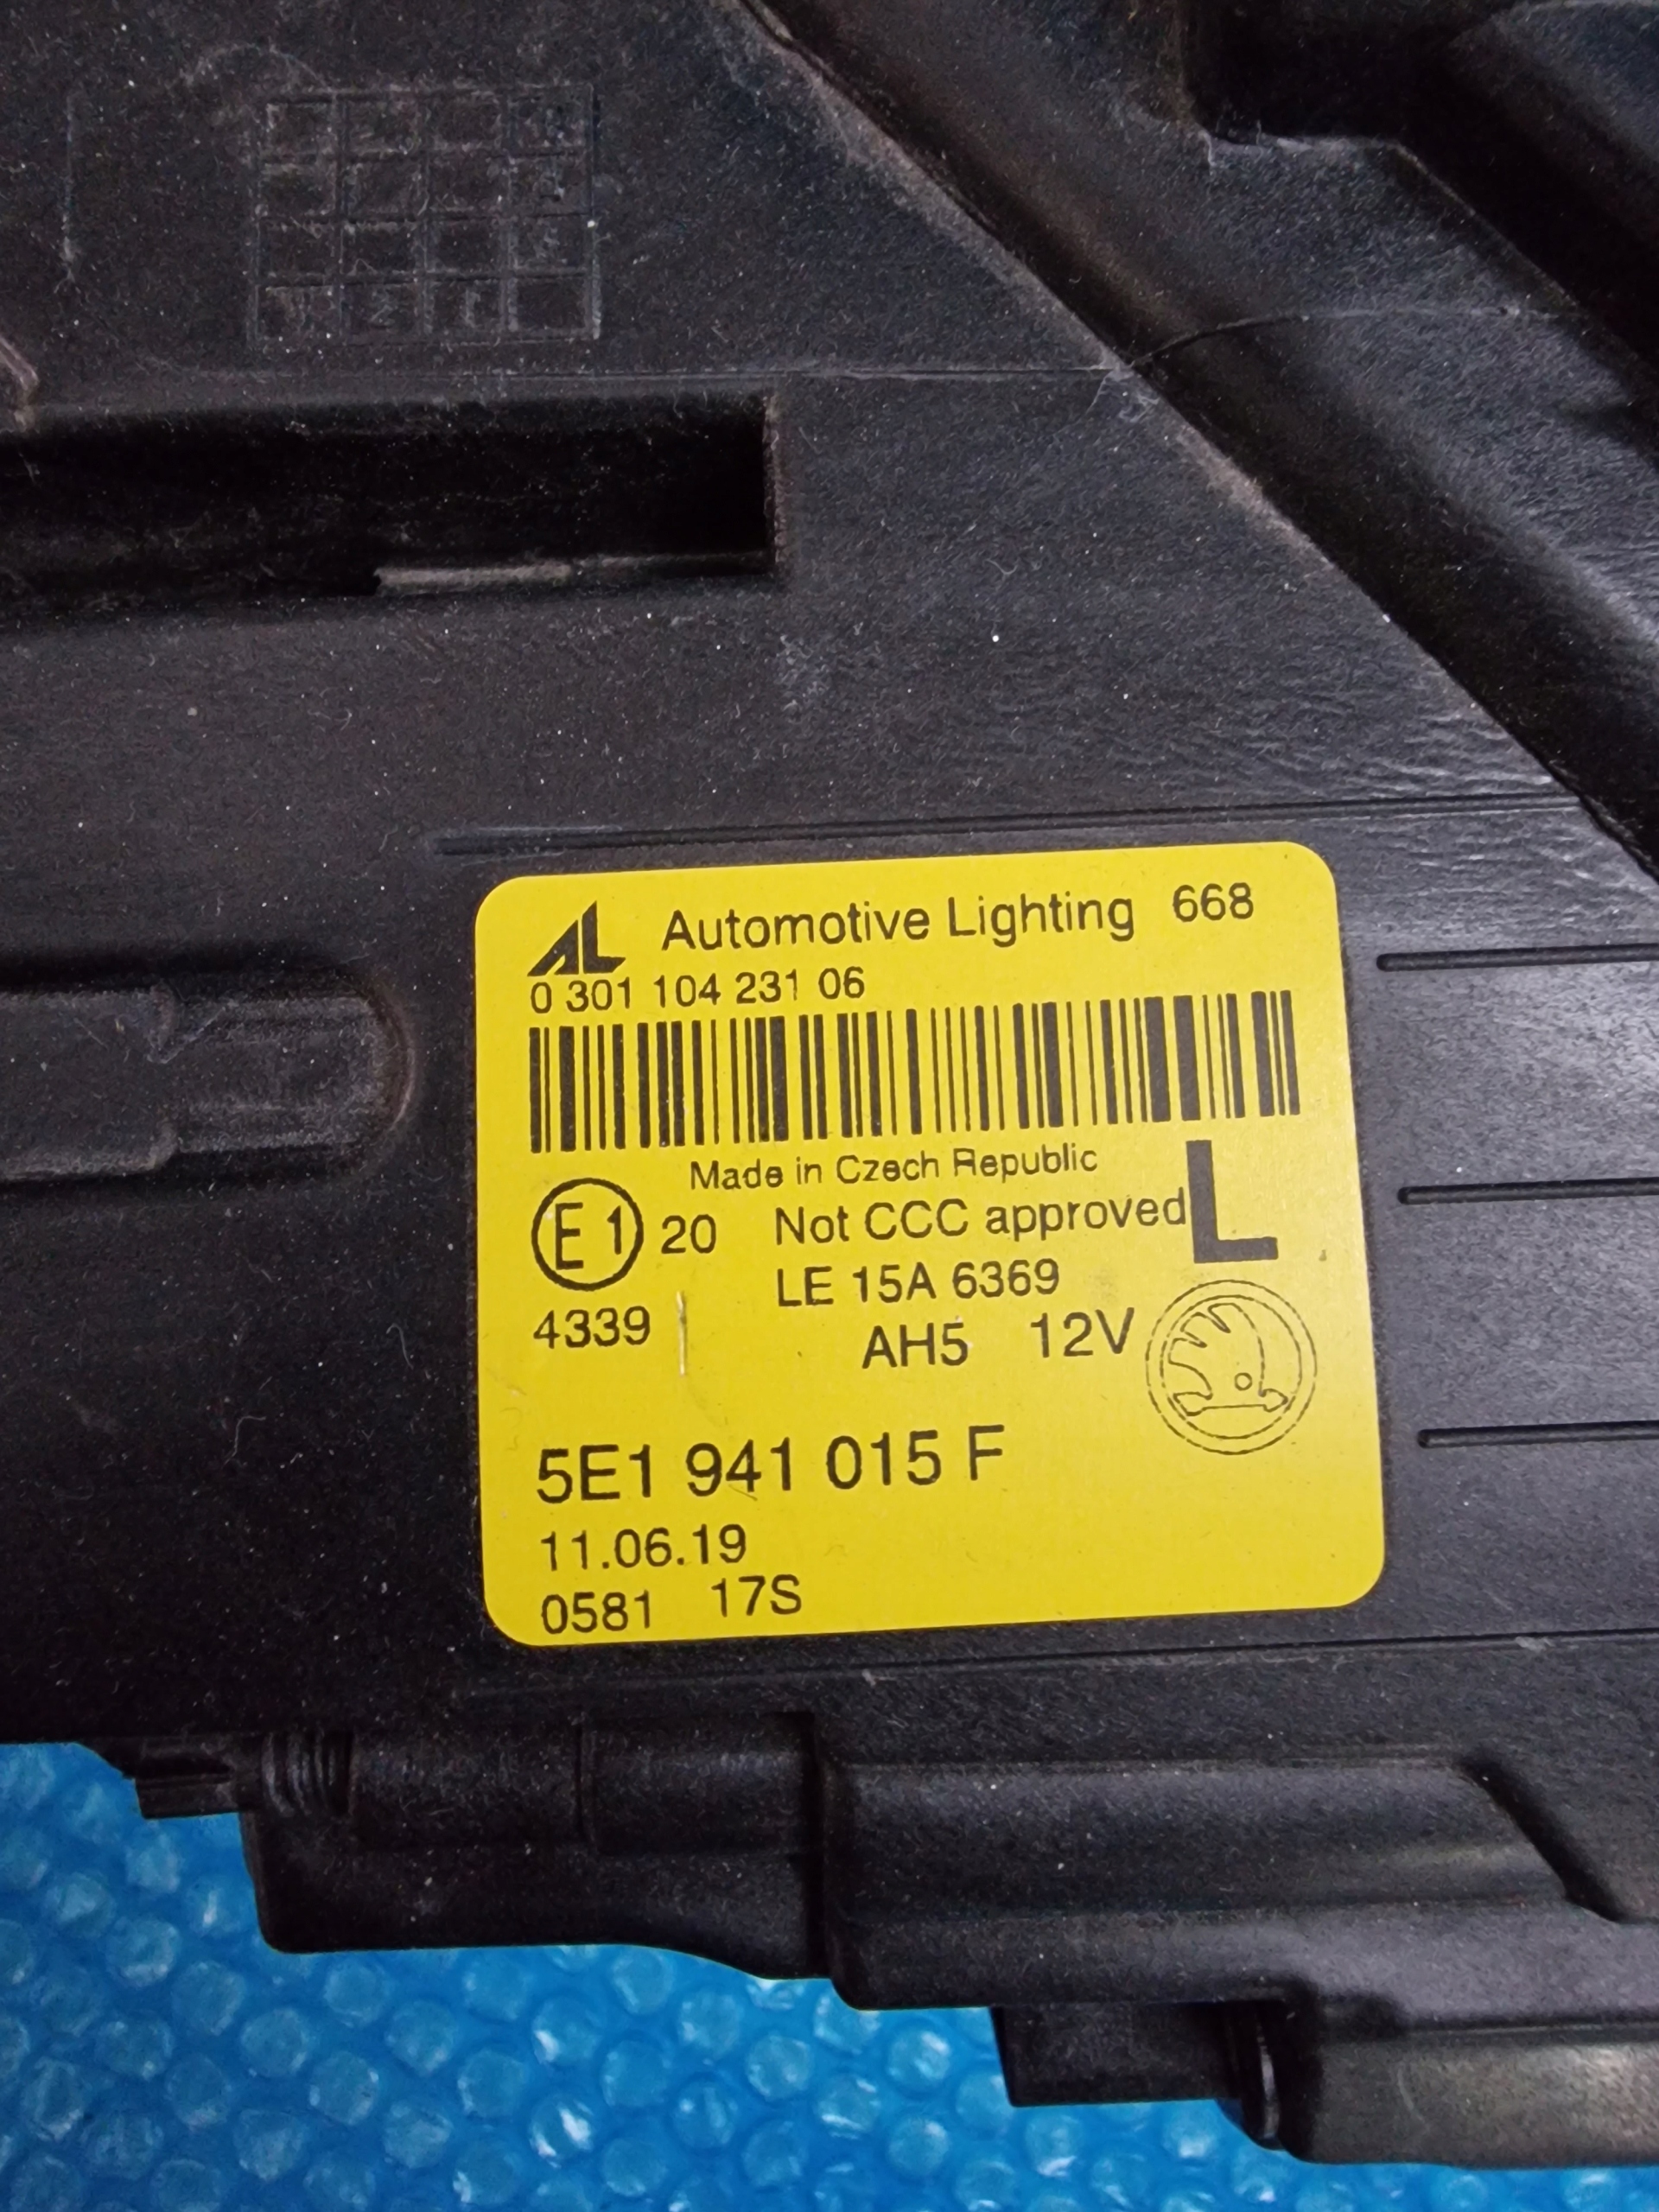 AL Automotive Lighting 668
0 301 104 231 06
Made in Czech Republic
E1 20 Not CCC approved L
LE 15A 6369
4339 AH5 12V
5E1 941 015 F
11.06.19
0581 17S